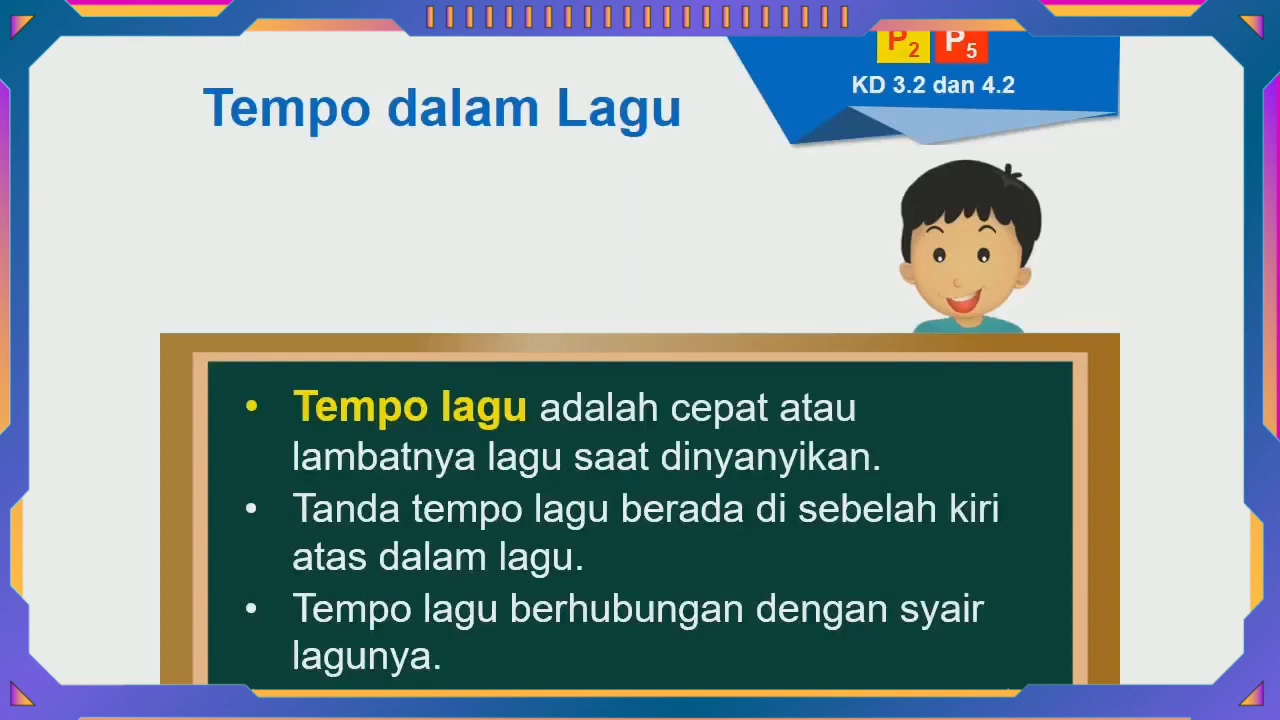 P2 P5
KD 3.2 dan 4.2
Tempo dalam Lagu
• Tempo lagu adalah cepat atau
lambatnya lagu saat dinyanyikan.
• Tanda tempo lagu berada di sebelah kiri
atas dalam lagu.
• Tempo lagu berhubungan dengan syair
lagunya.